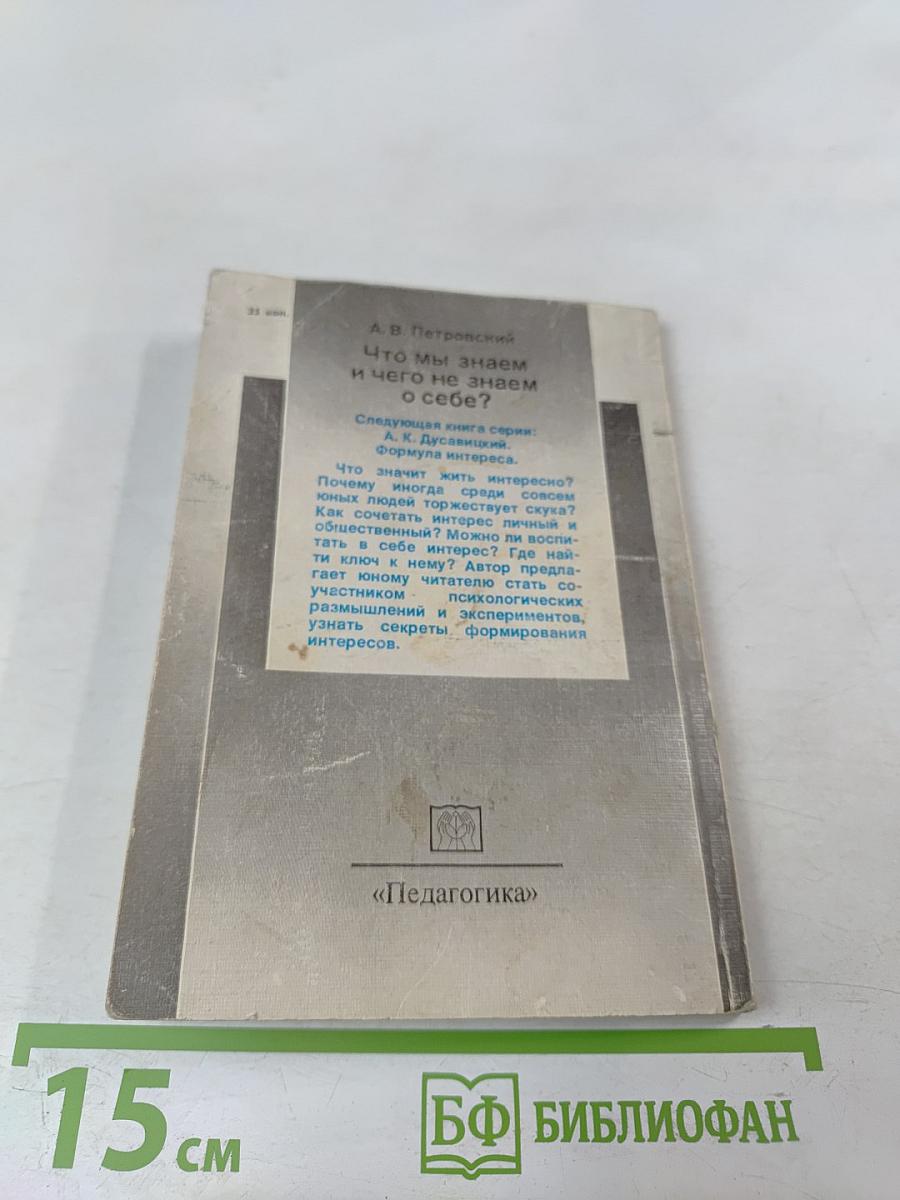 35 коп.
А. В. Петровский
Что мы знаем
и чего не знаем
о себе?
Следующая книга серии:
А. К. Дусавицкий.
Формула интереса.
Что значит жить интересно?
Почему иногда среди совсем
юных людей торжествует скука?
Как сочетать интерес личный и
общественный? Можно ли воспи-
тать в себе интерес? Где най-
ти ключ к нему? Автор предла-
гает юному читателю стать со-
участником психологических
размышлений и экспериментов,
узнать секреты формирования
интересов.
«Педагогика»
15 см
БФ БИБЛИОФАН